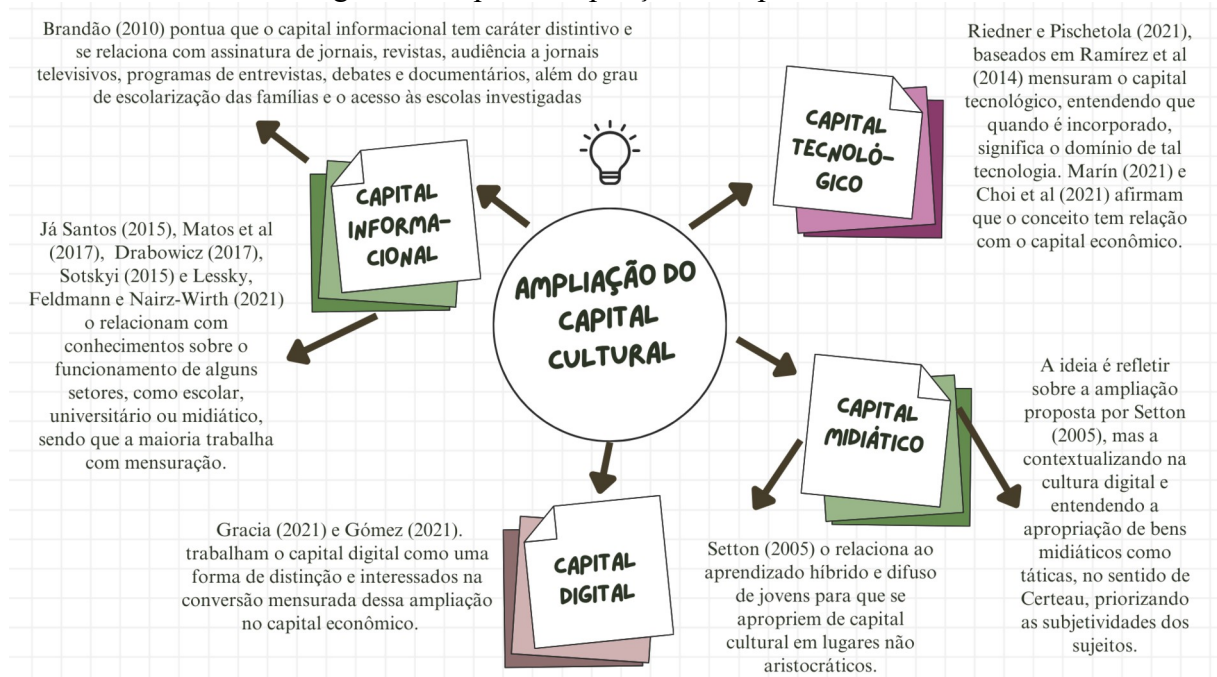 Brandão (2010) pontua que o capital informacional tem caráter distintivo e
se relaciona com assinatura de jornais, revistas, audiência a jornais
televisivos, programas de entrevistas, debates e documentários, além do grau
de escolarização das famílias e o acesso às escolas investigadas
CAPITAL
INFORMA-
CIONAL
Já Santos (2015), Matos et al
(2017), Drabowicz (2017),
Sotskyi (2015) e Lessky,
Feldmann e Nairz-Wirth (2021)
o relacionam com
conhecimentos sobre o
funcionamento de alguns
setores, como escolar,
universitário ou midiático,
sendo que a maioria trabalha
com mensuração.
AMPLIAÇÃO DO
CAPITAL
CULTURAL
CAPITAL
TECNOLÓ-
GICO
Riedner e Pischetola (2021),
baseados em Ramírez et al
(2014) mensuram o capital
tecnológico, entendendo que
quando é incorporado,
significa o domínio de tal
tecnologia. Marín (2021) e
Choi et al (2021) afirmam
que o conceito tem relação
com o capital econômico.
CAPITAL
MIDIÁTICO
A ideia é refletir
sobre a ampliação
proposta por Setton
(2005), mas a
contextualizando na
cultura digital e
entendendo a
apropriação de bens
midiáticos como
táticas, no sentido de
Certeau, priorizando
as subjetividades dos
sujeitos.
Setton (2005) o relaciona ao
aprendizado híbrido e difuso
de jovens para que se
apropriem de capital
cultural em lugares não
aristocráticos.
CAPITAL
DIGITAL
Gracia (2021) e Gómez (2021).
trabalham o capital digital como uma
forma de distinção e interessados na
conversão mensurada dessa ampliação
no capital econômico.